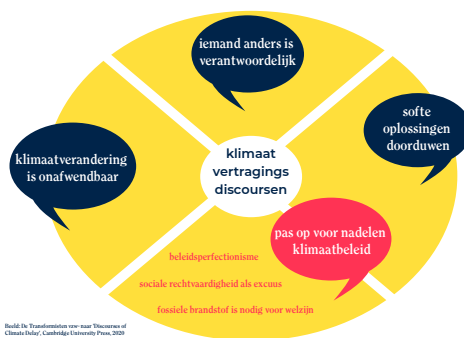 iemand anders is
verantwoordelijk
softe
oplossingen
doorduwen
klimaatverandering
is onafwendbaar
klimaat
vertragings
discoursen
pas op voor nadelen
klimaatbeleid
beleidsperfectionisme
sociale rechtvaardigheid als excuus
fossiele brandstof is nodig voor welzijn
Beeld: De Transformisten vzw- naar 'Discourses of
Climate Delay', Cambridge University Press, 2020